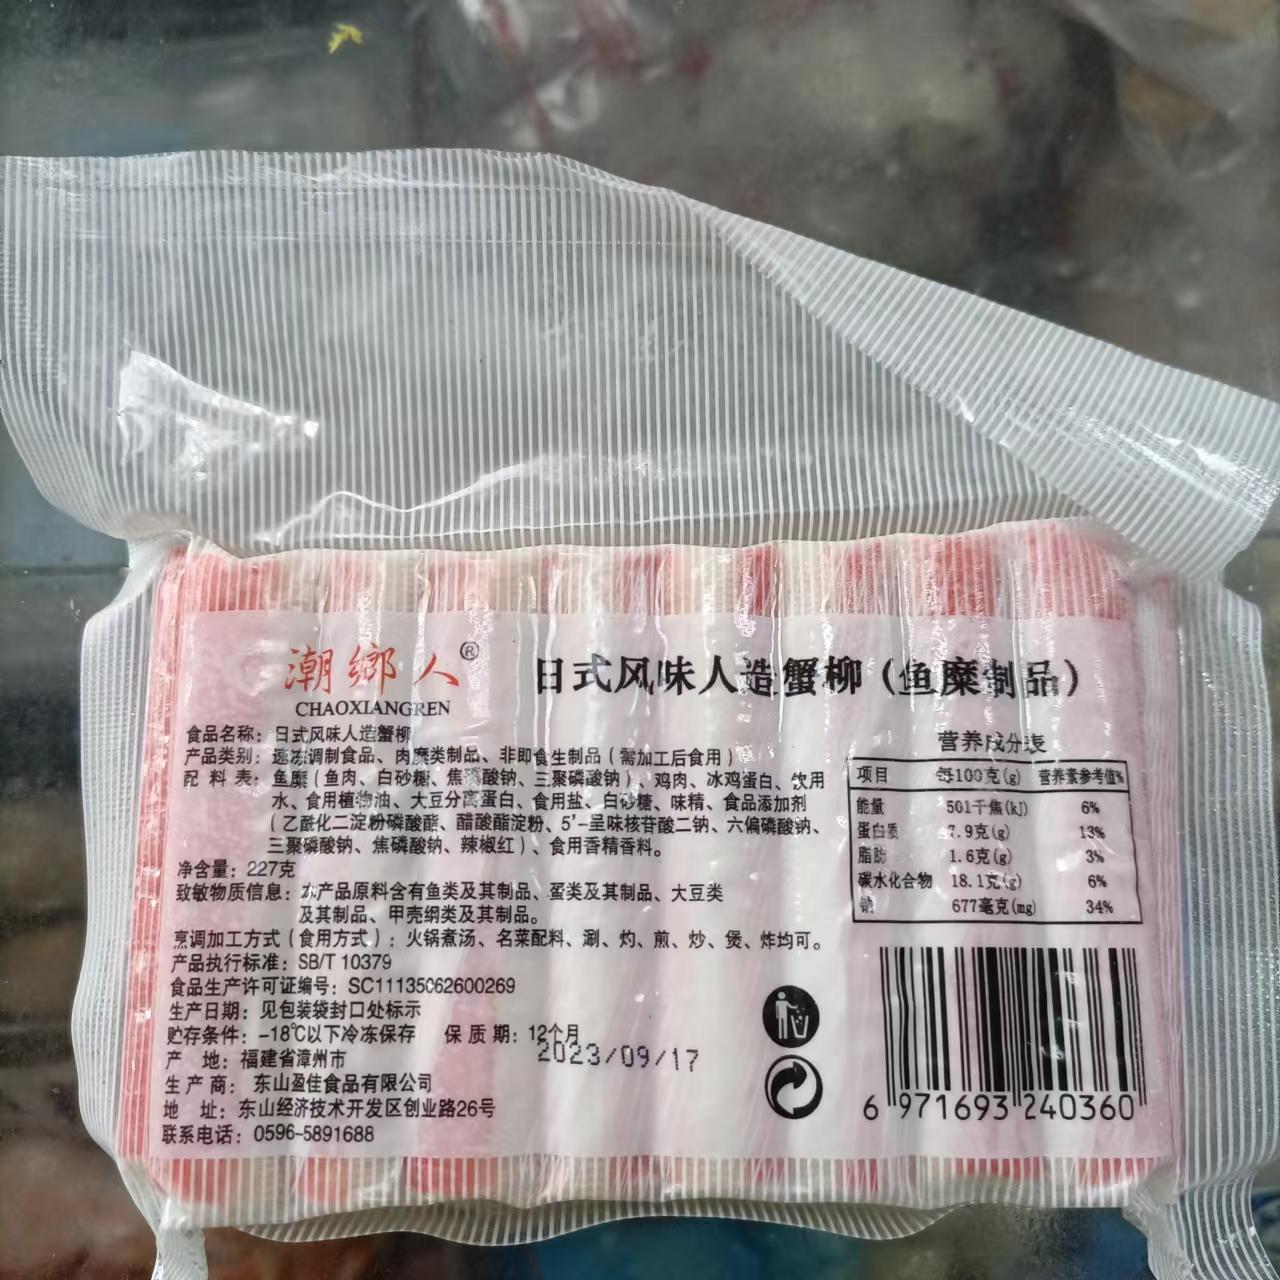 潮鄉人®
CHAOXIANGREN
日式风味人造蟹柳（鱼糜制品）
食品名称：日式风味人造蟹柳
产品类别：速冻调制食品、肉糜类制品、非即食生制品（需加工后食用）
配 料 表：鱼糜（鱼肉、白砂糖、焦磷酸钠、三聚磷酸钠）、鸡肉、冰鸡蛋白、饮用
水、食用植物油、大豆分离蛋白、食用盐、白砂糖、味精、食品添加剂
（乙酰化二淀粉磷酸酯、醋酸酯淀粉、5'-呈味核苷酸二钠、六偏磷酸钠、
三聚磷酸钠、焦磷酸钠、辣椒红）、食用香精香料。
净含量：227克
致敏物质信息：本产品原料含有鱼类及其制品、蛋类及其制品、大豆类
及其制品、甲壳纲类及其制品。
烹调加工方式（食用方式）：火锅煮汤、名菜配料、涮、灼、煎、炒、煲、炸均可。
产品执行标准：SB/T 10379
食品生产许可证编号：SC11135062600269
生产日期：见包装袋封口处标示
贮存条件：-18℃以下冷冻保存 保 质 期：12个月
2023/09/17
产 地：福建省漳州市
生 产 商：东山盈佳食品有限公司
地 址：东山经济技术开发区创业路26号
联系电话：0596-5891688
营养成分表
项目 每100克(g) 营养素参考值%
能量 501千焦(kJ) 6%
蛋白质 7.9克(g) 13%
脂肪 1.6克(g) 3%
碳水化合物 18.1克(g) 6%
钠 677毫克(mg) 34%
6 971693 240360